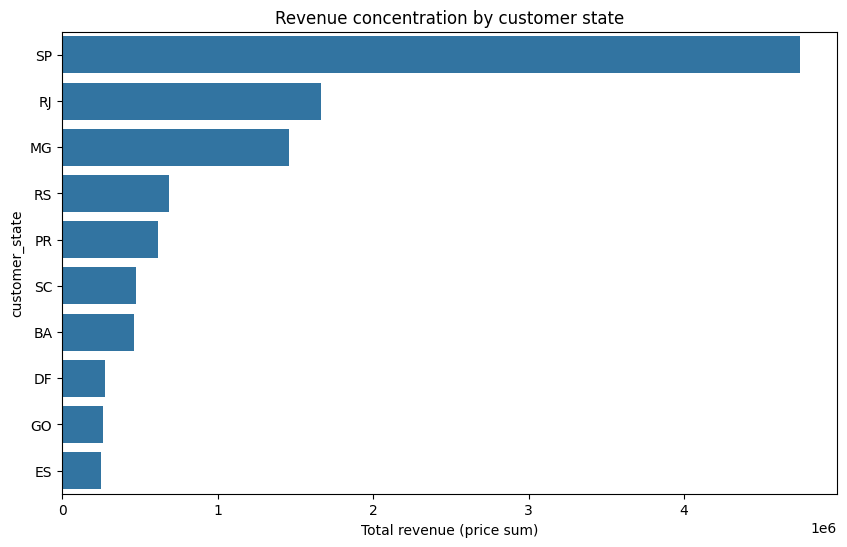 Revenue concentration by customer state
customer_state
SP
RJ
MG
RS
PR
SC
BA
DF
GO
ES
0 1 2 3 4
1e6
Total revenue (price sum)